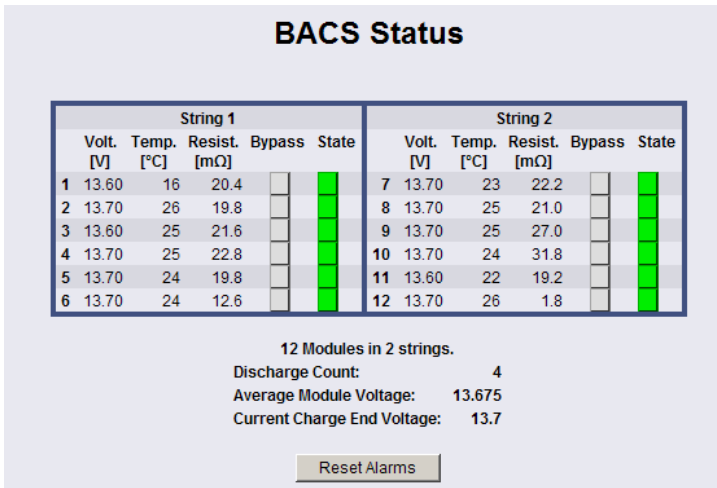 BACS Status
String 1 String 2
Volt. Temp. Resist. Bypass State Volt. Temp. Resist. Bypass State
[V] [°C] [mΩ] [V] [°C] [mΩ]
1 13.60 16 20.4 7 13.70 23 22.2
2 13.70 26 19.8 8 13.70 25 21.0
3 13.60 25 21.6 9 13.70 25 27.0
4 13.70 25 22.8 10 13.70 24 31.8
5 13.70 24 19.8 11 13.60 22 19.2
6 13.70 24 12.6 12 13.70 26 1.8
12 Modules in 2 strings.
Discharge Count: 4
Average Module Voltage: 13.675
Current Charge End Voltage: 13.7
Reset Alarms